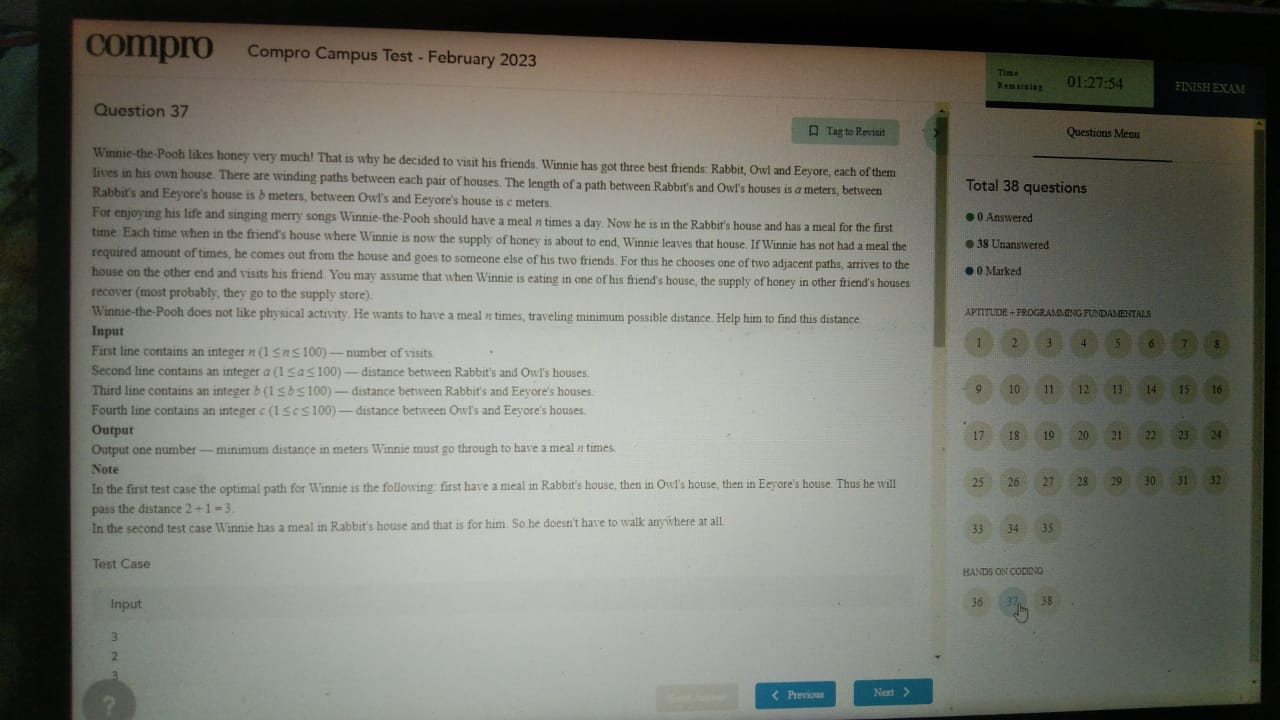 compro
Compro Campus Test - February 2023
Time
Remaining
01:27:54
FINISH EXAM
Question 37
Tag to Revisit
Winnie-the-Pooh likes honey very much! That is why he decided to visit his friends. Winnie has got three best friends: Rabbit, Owl and Eeyore, each of them
lives in his own house. There are winding paths between each pair of houses. The length of a path between Rabbit's and Owl's houses is a meters, between
Rabbit's and Eeyore's house is b meters, between Owl's and Eeyore's house is c meters.
For enjoying his life and singing merry songs Winnie-the-Pooh should have a meal n times a day. Now he is in the Rabbit's house and has a meal for the first
time. Each time when in the friend's house where Winnie is now the supply of honey is about to end, Winnie leaves that house. If Winnie has not had a meal the
required amount of times, he comes out from the house and goes to someone else of his two friends. For this he chooses one of two adjacent paths, arrives to the
house on the other end and visits his friend. You may assume that when Winnie is eating in one of his friend's house, the supply of honey in other friend's houses
recover (most probably, they go to the supply store).
Winnie-the-Pooh does not like physical activity. He wants to have a meal n times, traveling minimum possible distance. Help him to find this distance.
Input
First line contains an integer n (1 ≤ n ≤ 100) — number of visits.
Second line contains an integer a (1 ≤ a ≤ 100) — distance between Rabbit's and Owl's houses.
Third line contains an integer b (1 ≤ b ≤ 100) — distance between Rabbit's and Eeyore's houses.
Fourth line contains an integer c (1 ≤ c ≤ 100) — distance between Owl's and Eeyore's houses.
Output
Output one number — minimum distance in meters Winnie must go through to have a meal n times.
Note
In the first test case the optimal path for Winnie is the following: first have a meal in Rabbit's house, then in Owl's house, then in Eeyore's house. Thus he will
pass the distance 2 + 1 = 3.
In the second test case Winnie has a meal in Rabbit's house and that is for him. So he doesn't have to walk anywhere at all.
Test Case
Input
3
2
3
?
Previous
Next
Questions Menu
Total 38 questions
0 Answered
38 Unanswered
0 Marked
APTITUDE + PROGRAMMING FUNDAMENTALS
1 2 3 4 5 6 7 8
9 10 11 12 13 14 15 16
17 18 19 20 21 22 23 24
25 26 27 28 29 30 31 32
33 34 35
HANDS ON CODING
36 37 38